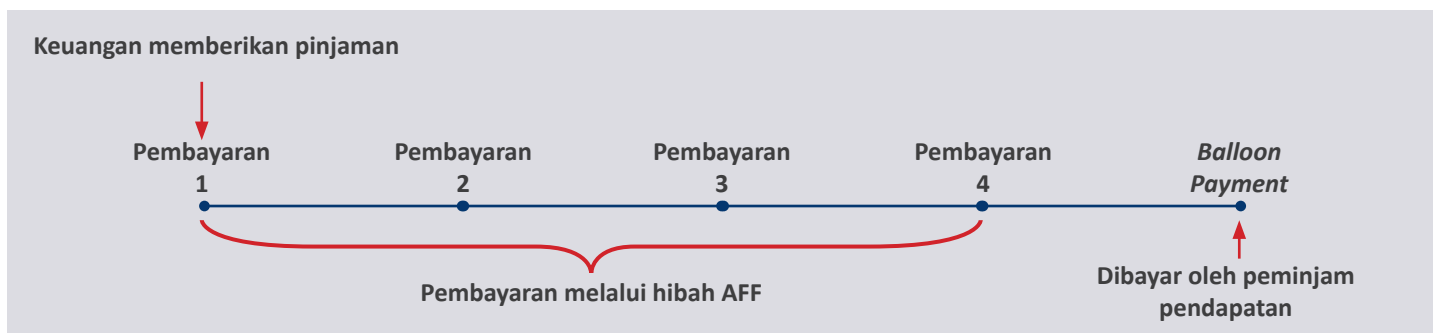 Keuangan memberikan pinjaman
Pembayaran
1
Pembayaran
2
Pembayaran
3
Pembayaran
4
Balloon
Payment
Pembayaran melalui hibah AFF
Dibayar oleh peminjam
pendapatan